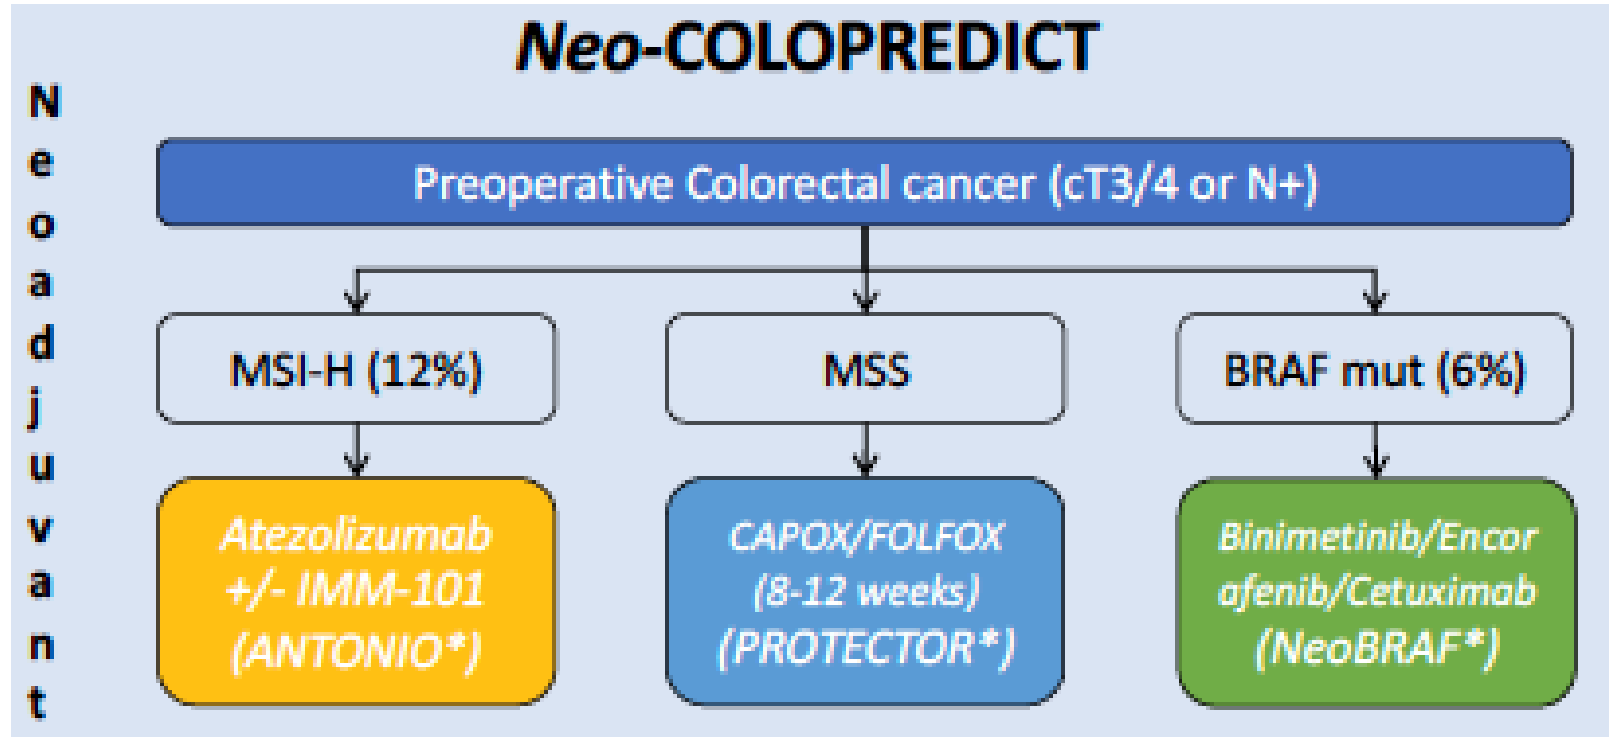 Neo-COLOPREDICT
Neoadjuvant
Preoperative Colorectal cancer (cT3/4 or N+)
MSI-H (12%)
MSS
BRAF mut (6%)
Atezolizumab
+/- IMM-101
(ANTONIO*)
CAPOX/FOLFOX
(8-12 weeks)
(PROTECTOR*)
Binimetinib/Encor
afenib/Cetuximab
(NeoBRAF*)